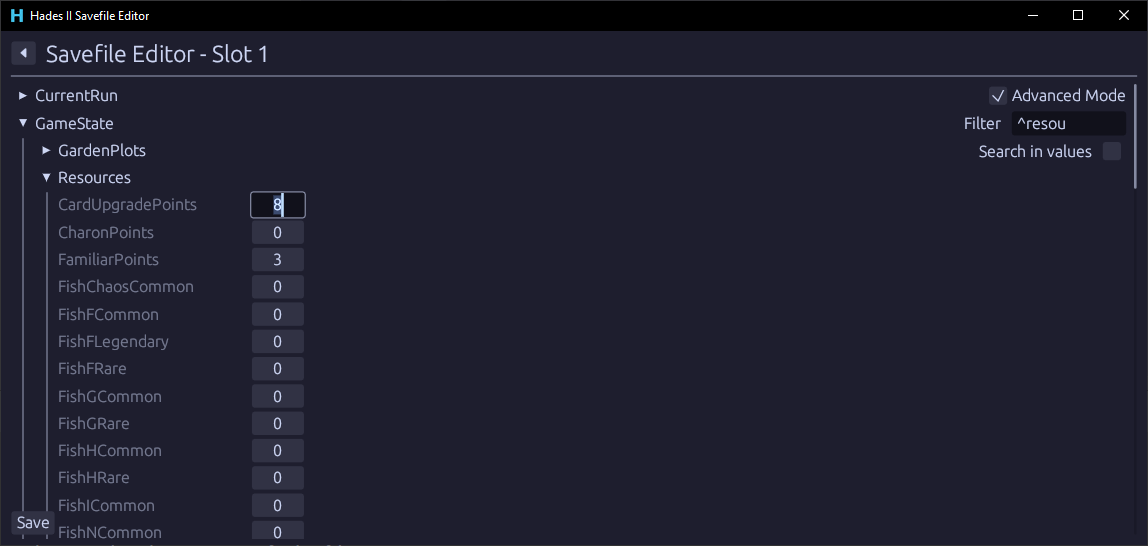 H Hades II Savefile Editor
Savefile Editor - Slot 1
CurrentRun
Advanced Mode
GameState
Filter ^resou
GardenPlots
Search in values
Resources
CardUpgradePoints 8
CharonPoints 0
FamiliarPoints 3
FishChaosCommon 0
FishFCommon 0
FishFLegendary 0
FishFRare 0
FishGCommon 0
FishGRare 0
FishHCommon 0
FishHRare 0
FishICommon 0
Save
FishNCommon 0